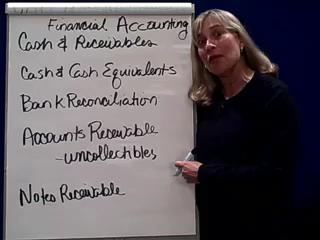 Financial Accounting
Cash & Receivables
Cash & Cash Equivalents
Bank Reconciliation
Accounts Receivable
- uncollectibles
Notes Receivable